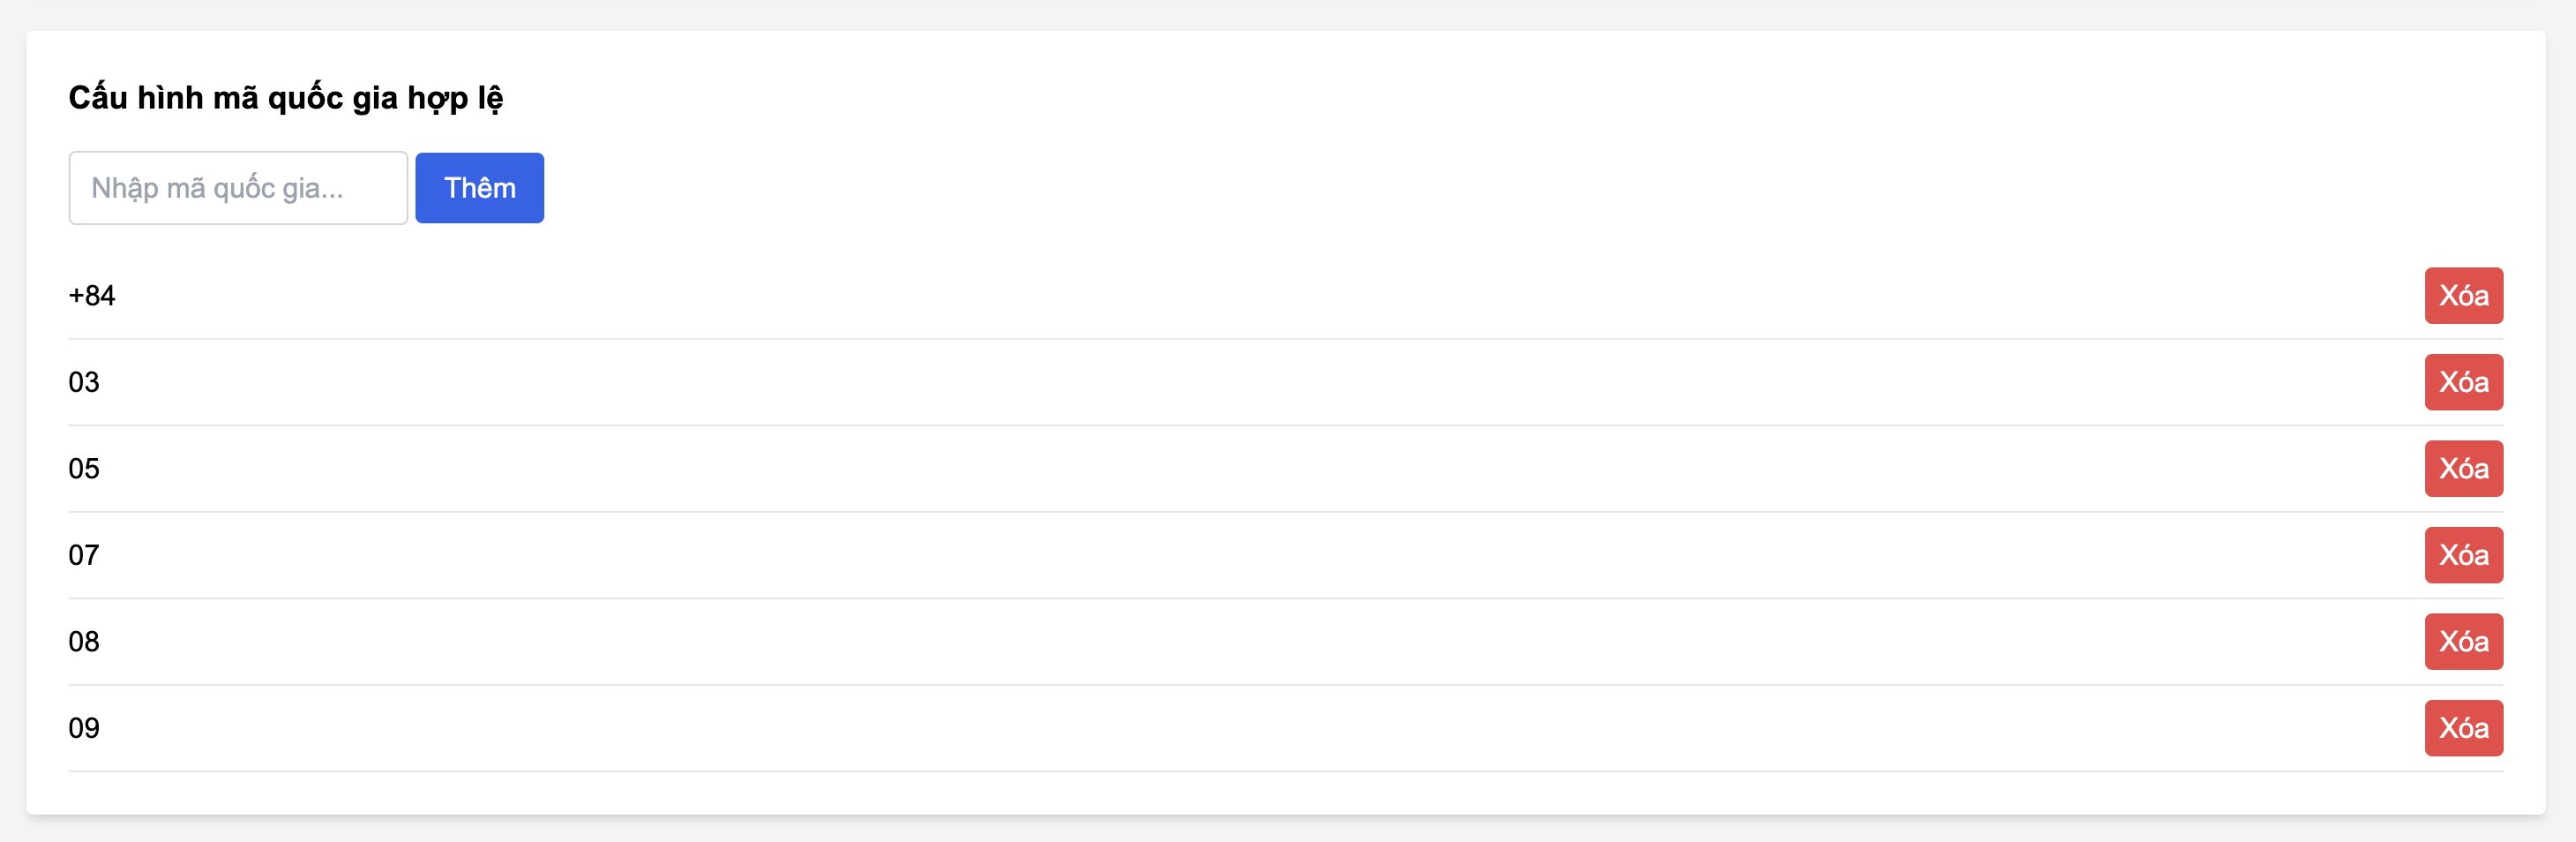 Cấu hình mã quốc gia hợp lệ
Nhập mã quốc gia... Thêm
+84 Xóa
03 Xóa
05 Xóa
07 Xóa
08 Xóa
09 Xóa